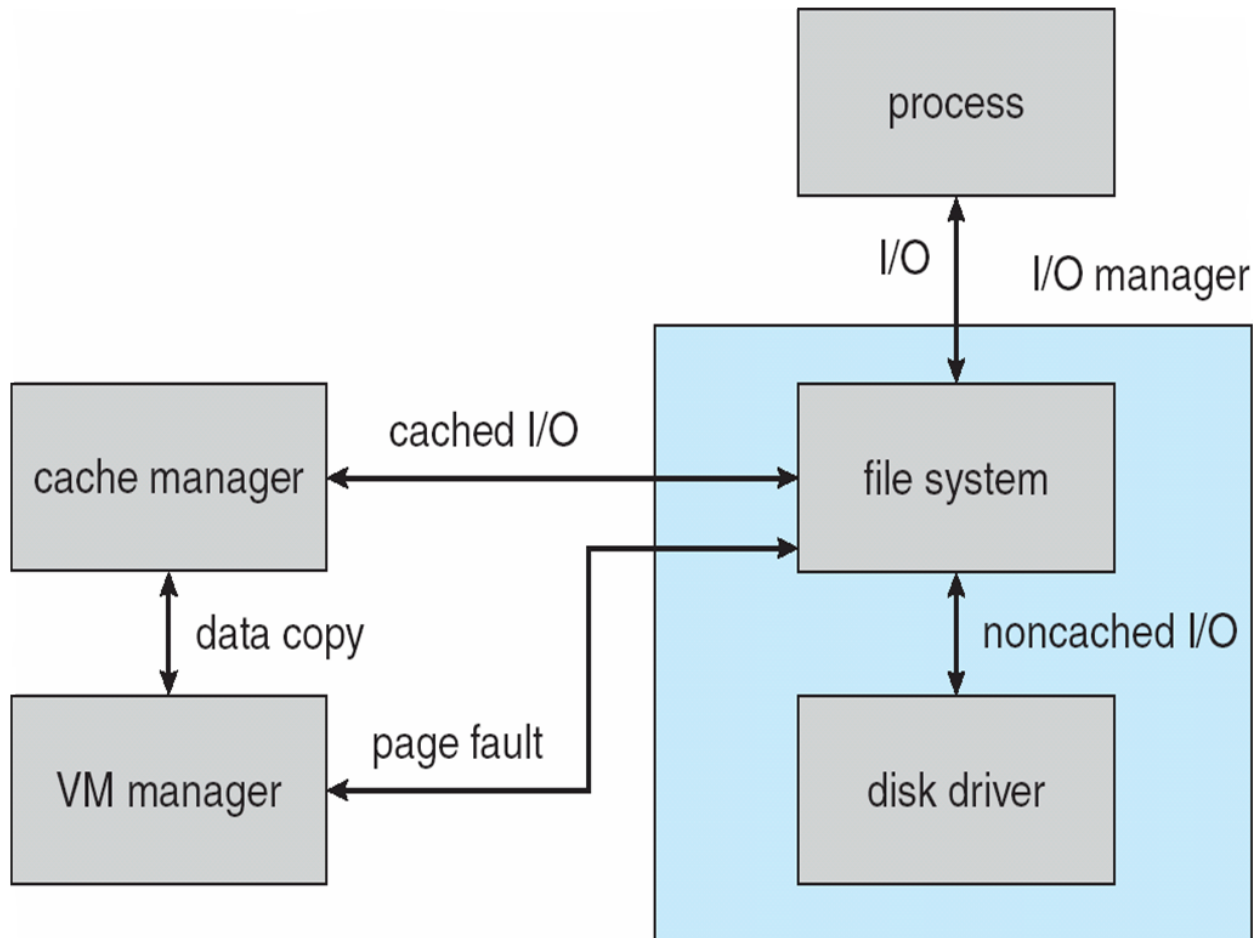 process
I/O
I/O manager
cached I/O
cache manager
file system
data copy
noncached I/O
page fault
VM manager
disk driver